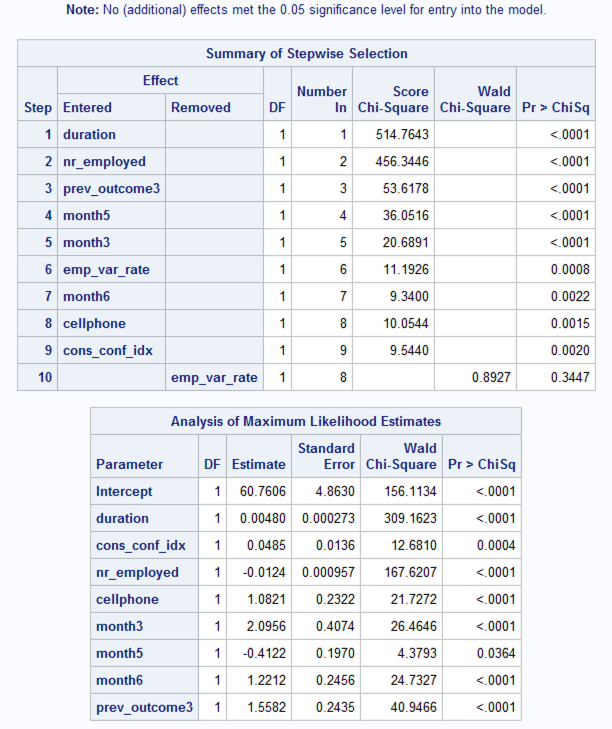 Note: No (additional) effects met the 0.05 significance level for entry into the model.
Summary of Stepwise Selection
Step Effect DF Number In Score Chi-Square Wald Chi-Square Pr > ChiSq
Entered Removed
1 duration 1 1 514.7643 <.0001
2 nr_employed 1 2 456.3446 <.0001
3 prev_outcome3 1 3 53.6178 <.0001
4 month5 1 4 36.0516 <.0001
5 month3 1 5 20.6891 <.0001
6 emp_var_rate 1 6 11.1926 0.0008
7 month6 1 7 9.3400 0.0022
8 cellphone 1 8 10.0544 0.0015
9 cons_conf_idx 1 9 9.5440 0.0020
10 emp_var_rate 1 8 0.8927 0.3447
Analysis of Maximum Likelihood Estimates
Parameter DF Estimate Standard Error Wald Chi-Square Pr > ChiSq
Intercept 1 60.7606 4.8630 156.1134 <.0001
duration 1 0.00480 0.000273 309.1623 <.0001
cons_conf_idx 1 0.0485 0.0136 12.6810 0.0004
nr_employed 1 -0.0124 0.000957 167.6207 <.0001
cellphone 1 1.0821 0.2322 21.7272 <.0001
month3 1 2.0956 0.4074 26.4646 <.0001
month5 1 -0.4122 0.1970 4.3793 0.0364
month6 1 1.2212 0.2456 24.7327 <.0001
prev_outcome3 1 1.5582 0.2435 40.9466 <.0001